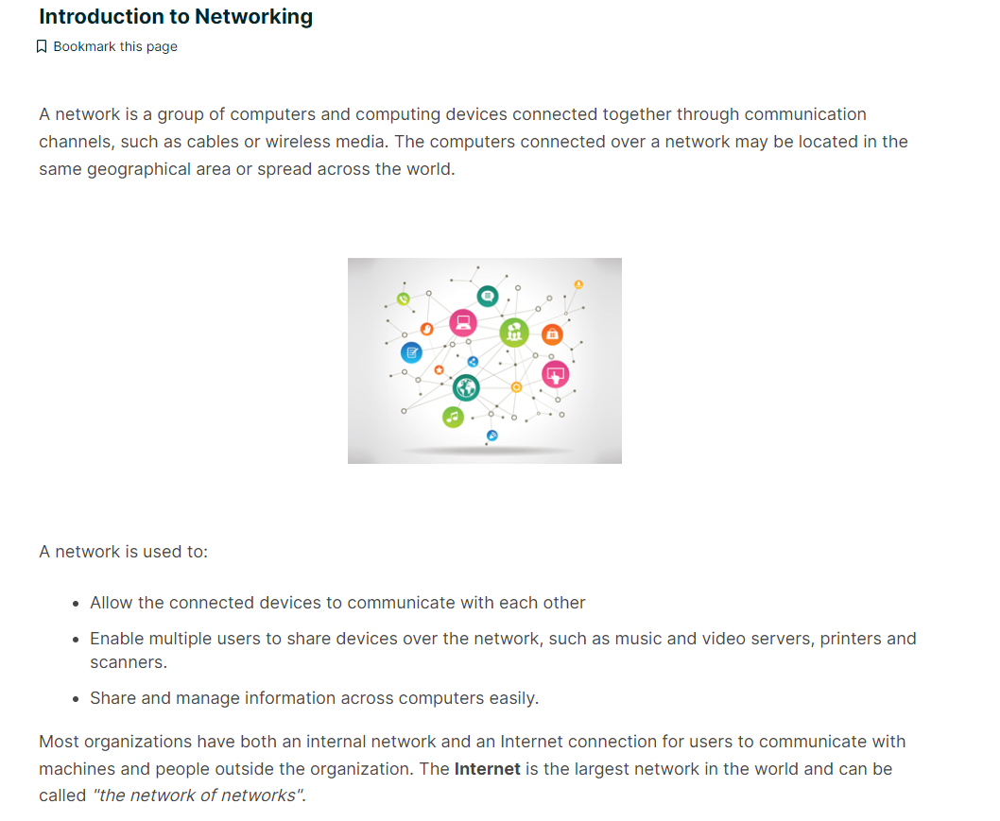 Introduction to Networking
Bookmark this page
A network is a group of computers and computing devices connected together through communication
channels, such as cables or wireless media. The computers connected over a network may be located in the
same geographical area or spread across the world.
A network is used to:
• Allow the connected devices to communicate with each other
• Enable multiple users to share devices over the network, such as music and video servers, printers and
scanners.
• Share and manage information across computers easily.
Most organizations have both an internal network and an Internet connection for users to communicate with
machines and people outside the organization. The Internet is the largest network in the world and can be
called "the network of networks".